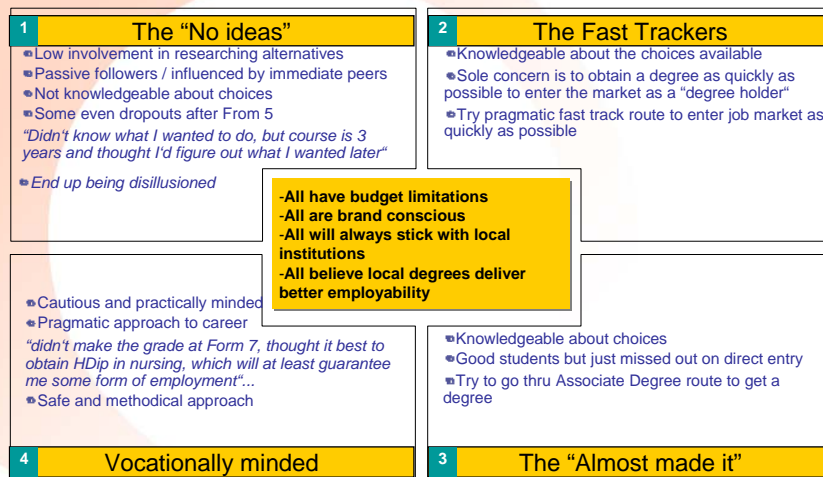 1
The “No ideas”
Low involvement in researching alternatives
Passive followers / influenced by immediate peers
Not knowledgeable about choices
Some even dropouts after From 5
“Didn‘t know what I wanted to do, but course is 3
years and thought I‘d figure out what I wanted later“
End up being disillusioned
2
The Fast Trackers
Knowledgeable about the choices available
Sole concern is to obtain a degree as quickly as
possible to enter the market as a “degree holder“
Try pragmatic fast track route to enter job market as
quickly as possible
-All have budget limitations
-All are brand conscious
-All will always stick with local
institutions
-All believe local degrees deliver
better employability
Cautious and practically minded
Pragmatic approach to career
“didn‘t make the grade at Form 7, thought it best to
obtain HDip in nursing, which will at least guarantee
me some form of employment“...
Safe and methodical approach
4
Vocationally minded
Knowledgeable about choices
Good students but just missed out on direct entry
Try to go thru Associate Degree route to get a
degree
3
The “Almost made it”